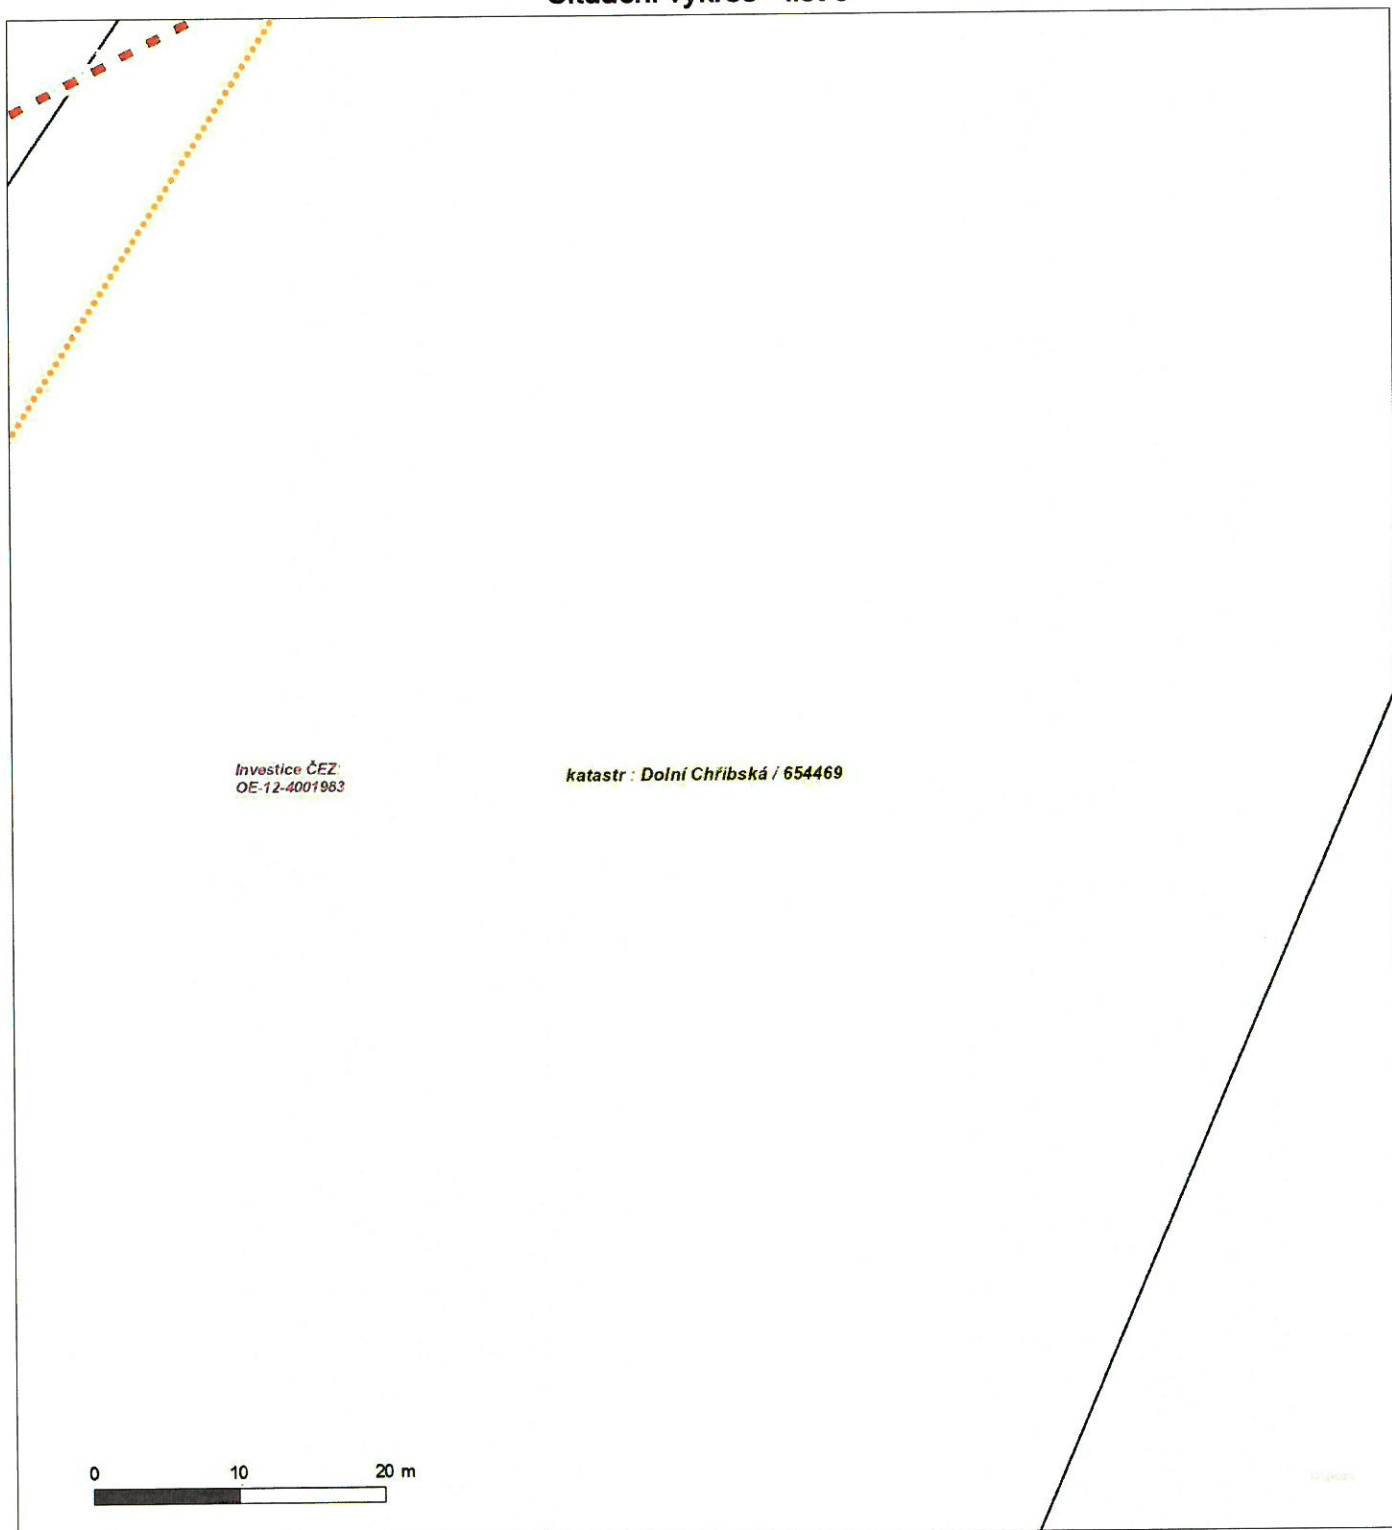 Investice ČEZ:
OE-12-4001983
katastr : Dolní Chřibská / 654469
0 10 20 m